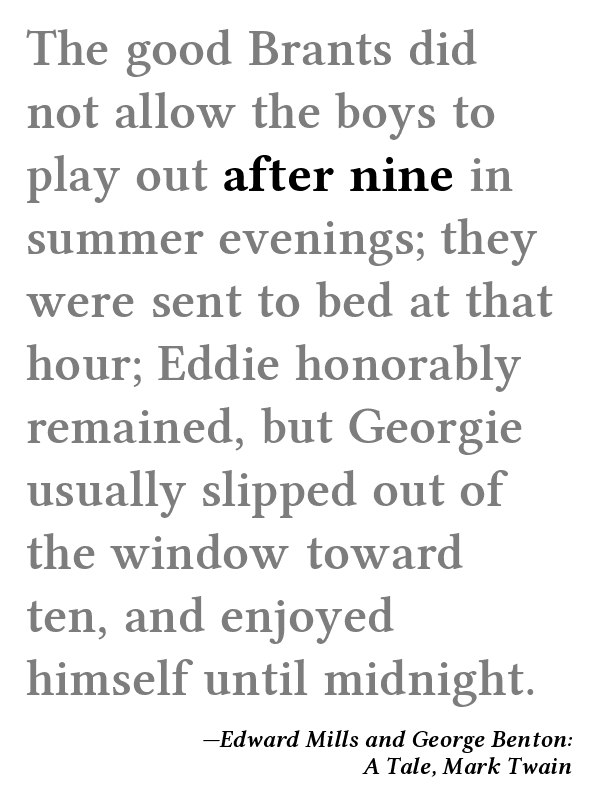 The good Brants did
not allow the boys to
play out after nine in
summer evenings; they
were sent to bed at that
hour; Eddie honorably
remained, but Georgie
usually slipped out of
the window toward
ten, and enjoyed
himself until midnight.
—Edward Mills and George Benton:
A Tale, Mark Twain